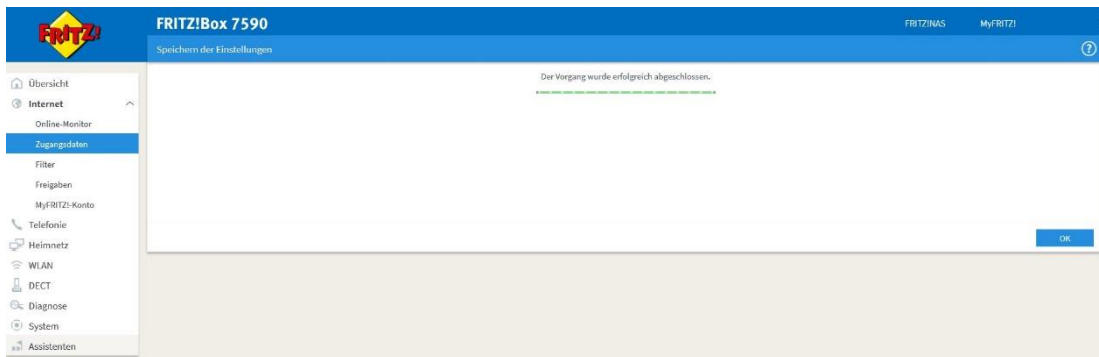 FRITZ!
FRITZ!Box 7590
FRITZ!NAS
MyFRITZ!
Speichern der Einstellungen
?
Übersicht
Internet
Online-Monitor
Zugangsdaten
Filter
Freigaben
MyFRITZ!-Konto
Telefonie
Heimnetz
WLAN
DECT
Diagnose
System
Assistenten
Der Vorgang wurde erfolgreich abgeschlossen.
OK